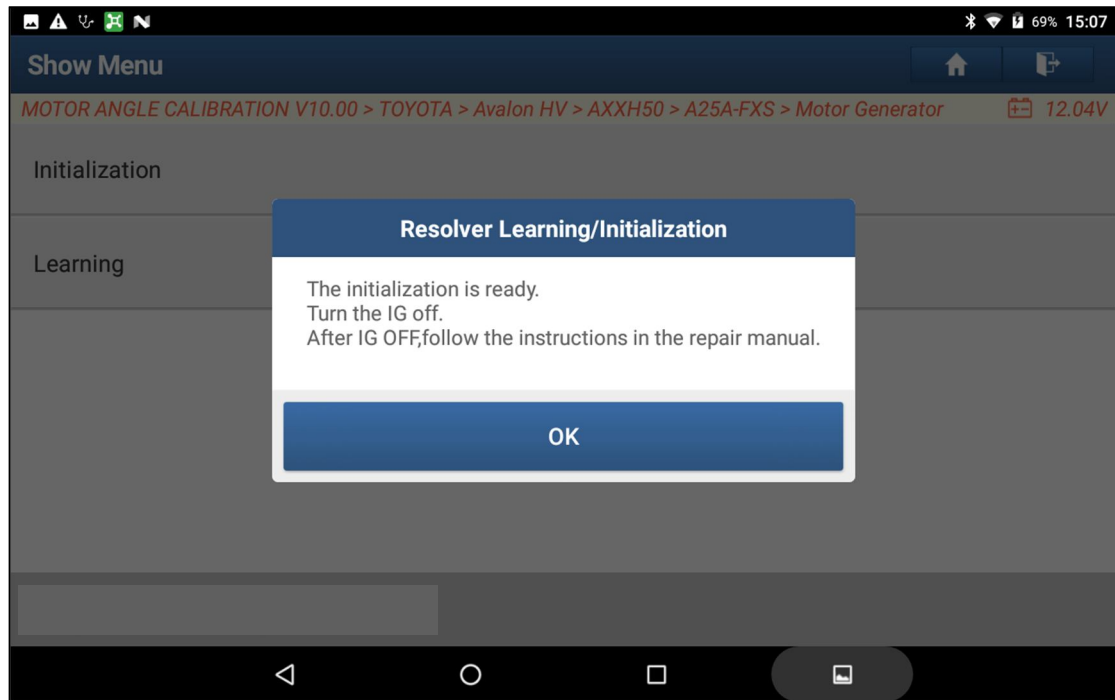 69% 15:07
Show Menu
MOTOR ANGLE CALIBRATION V10.00 > TOYOTA > Avalon HV > AXXH50 > A25A-FXS > Motor Generator 12.04V
Initialization
Resolver Learning/Initialization
Learning
The initialization is ready.
Turn the IG off.
After IG OFF,follow the instructions in the repair manual.
OK